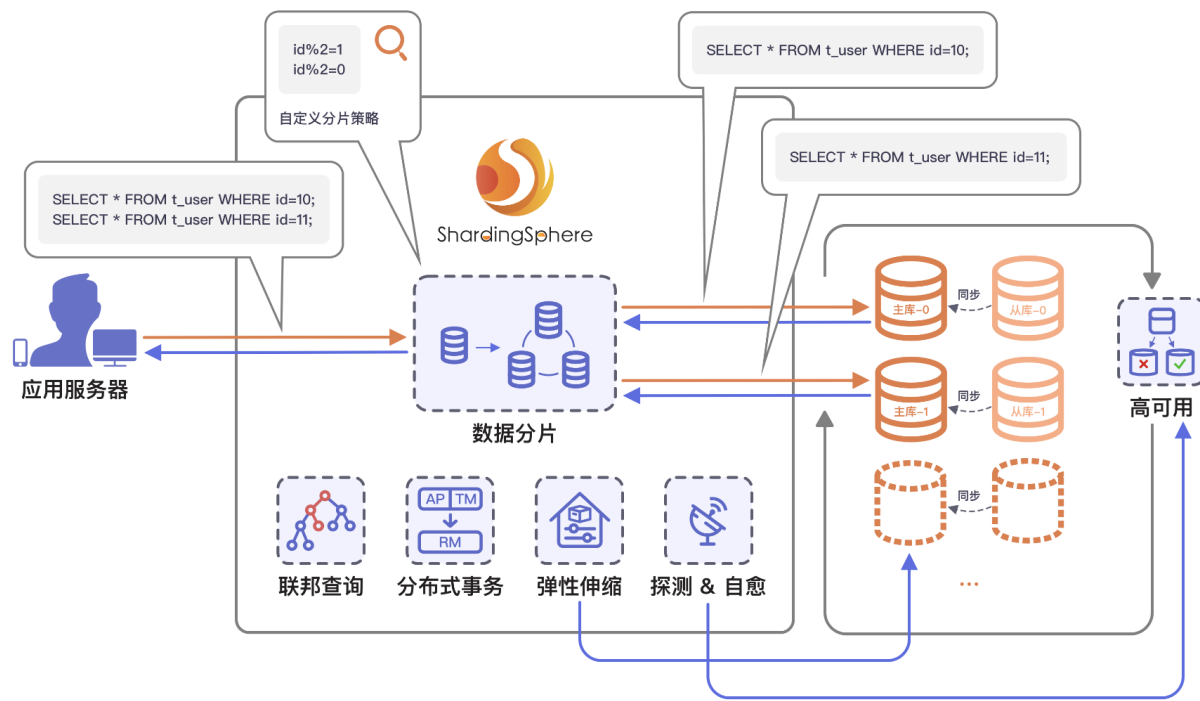 id%2=1
id%2=0
自定义分片策略
SELECT * FROM t_user WHERE id=10;
SELECT * FROM t_user WHERE id=11;
SELECT * FROM t_user WHERE id=10;
SELECT * FROM t_user WHERE id=11;
ShardingSphere
应用服务器
数据分片
主库-0
同步
从库-0
主库-1
同步
从库-1
同步
...
高可用
AP TM
RM
联邦查询
分布式事务
弹性伸缩
探测 & 自愈